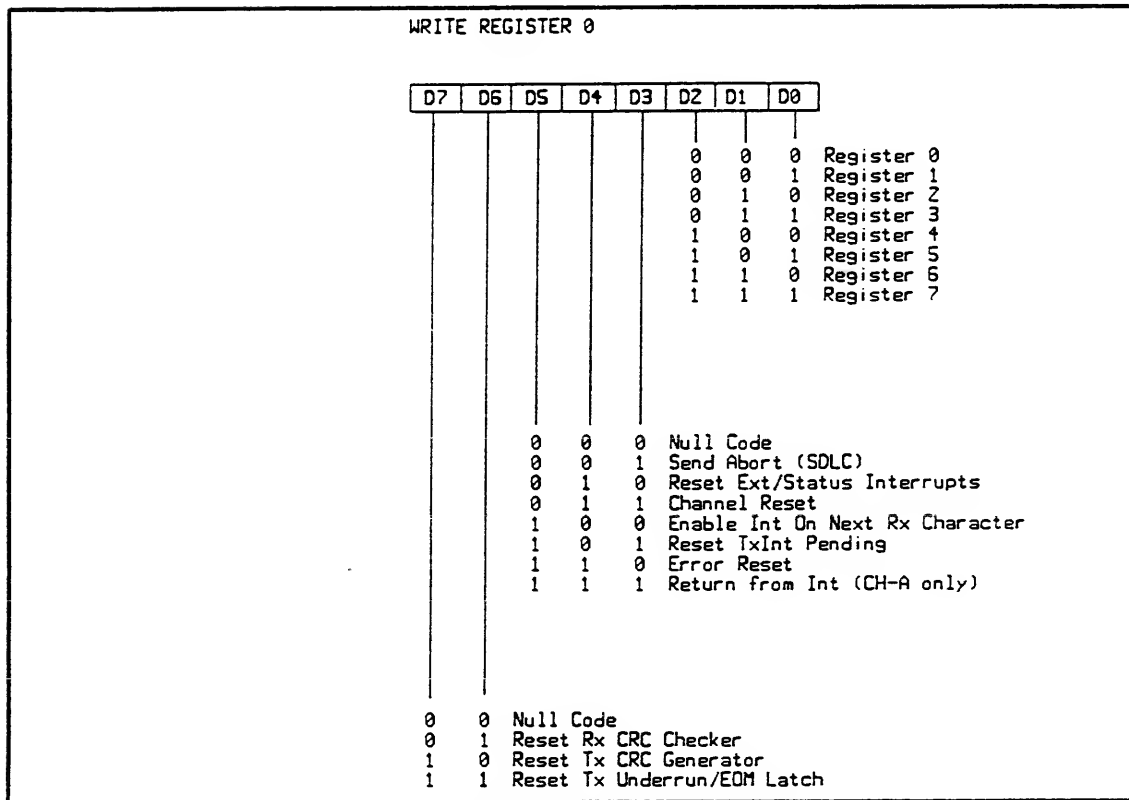 WRITE REGISTER 0
D7 D6 D5 D4 D3 D2 D1 D0
0 0 0 Register 0
0 0 1 Register 1
0 1 0 Register 2
0 1 1 Register 3
1 0 0 Register 4
1 0 1 Register 5
1 1 0 Register 6
1 1 1 Register 7
0 0 0 Null Code
0 0 1 Send Abort (SDLC)
0 1 0 Reset Ext/Status Interrupts
0 1 1 Channel Reset
1 0 0 Enable Int On Next Rx Character
1 0 1 Reset TxInt Pending
1 1 0 Error Reset
1 1 1 Return from Int (CH-A only)
0 0 Null Code
0 1 Reset Rx CRC Checker
1 0 Reset Tx CRC Generator
1 1 Reset Tx Underrun/EOM Latch